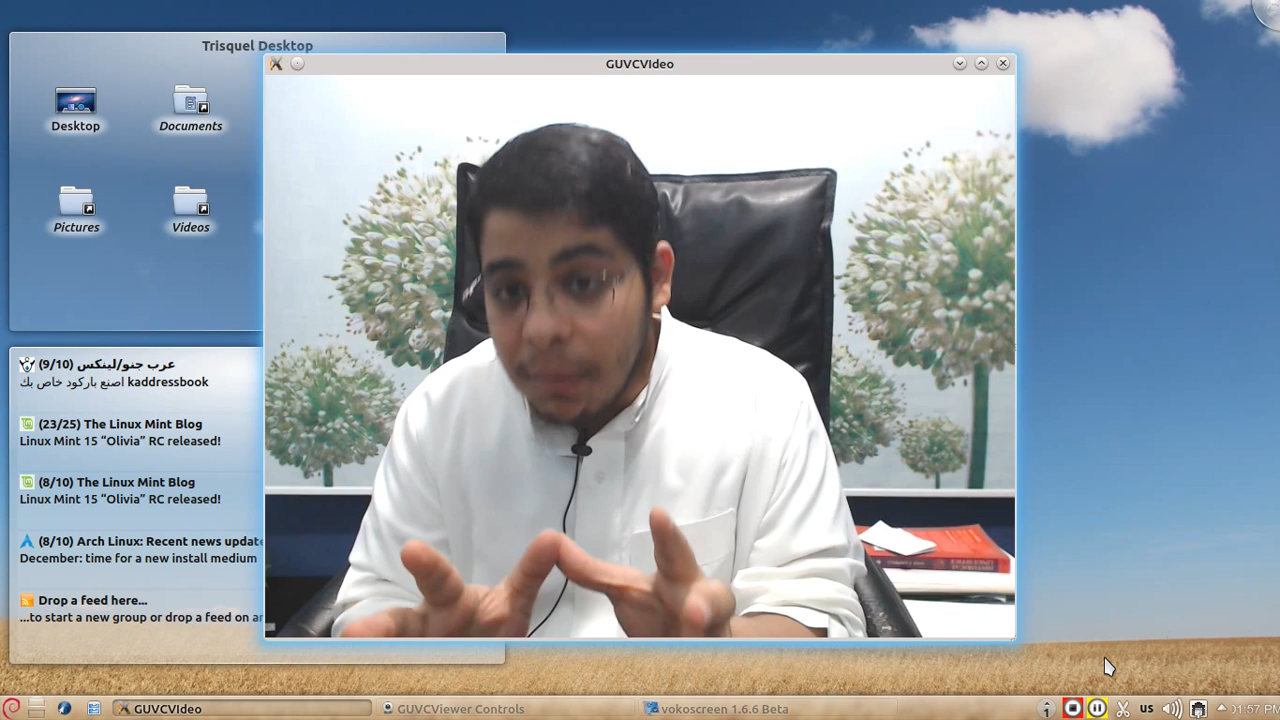 Trisquel Desktop
Desktop
Documents
Pictures
Videos
GUVCVIdeo
(9/10) عرب جنو/لينكس
اصنع باركود خاص بك kaddressbook
(23/25) The Linux Mint Blog
Linux Mint 15 “Olivia” RC released!
(8/10) The Linux Mint Blog
Linux Mint 15 “Olivia” RC released!
(8/10) Arch Linux: Recent news update
December: time for a new install medium
Drop a feed here...
...to start a new group or drop a feed on
GUVCVIdeo
GUVCViewer Controls
vokoscreen 1.6.6 Beta
1
US
01:57 PM